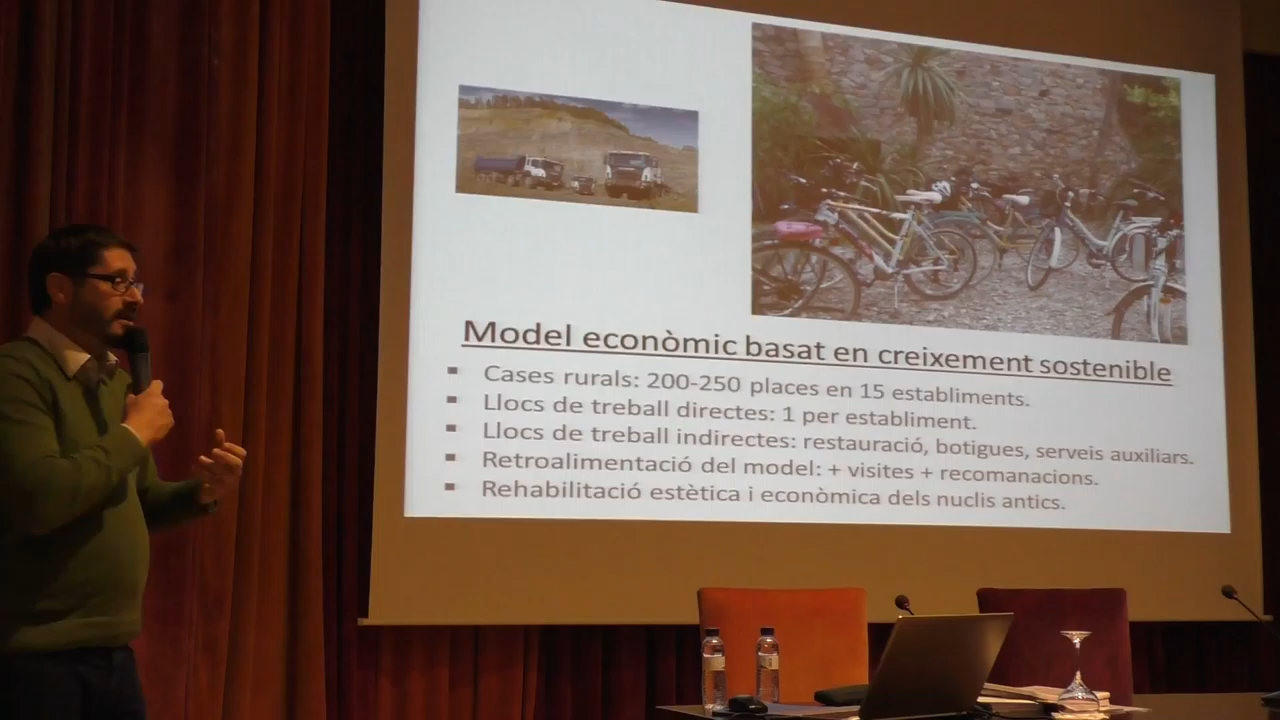 Model econòmic basat en creixement sostenible
Cases rurals: 200-250 places en 15 establiments.
Llocs de treball directes: 1 per establiment.
Llocs de treball indirectes: restauració, botigues, serveis auxiliars.
Retroalimentació del model: + visites + recomanacions.
Rehabilitació estètica i econòmica dels nuclis antics.